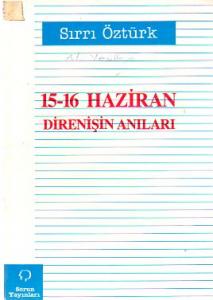 Sırrı Öztürk
15-16 HAZİRAN
DİRENİŞİN ANILARI
Sorun
Yayınları